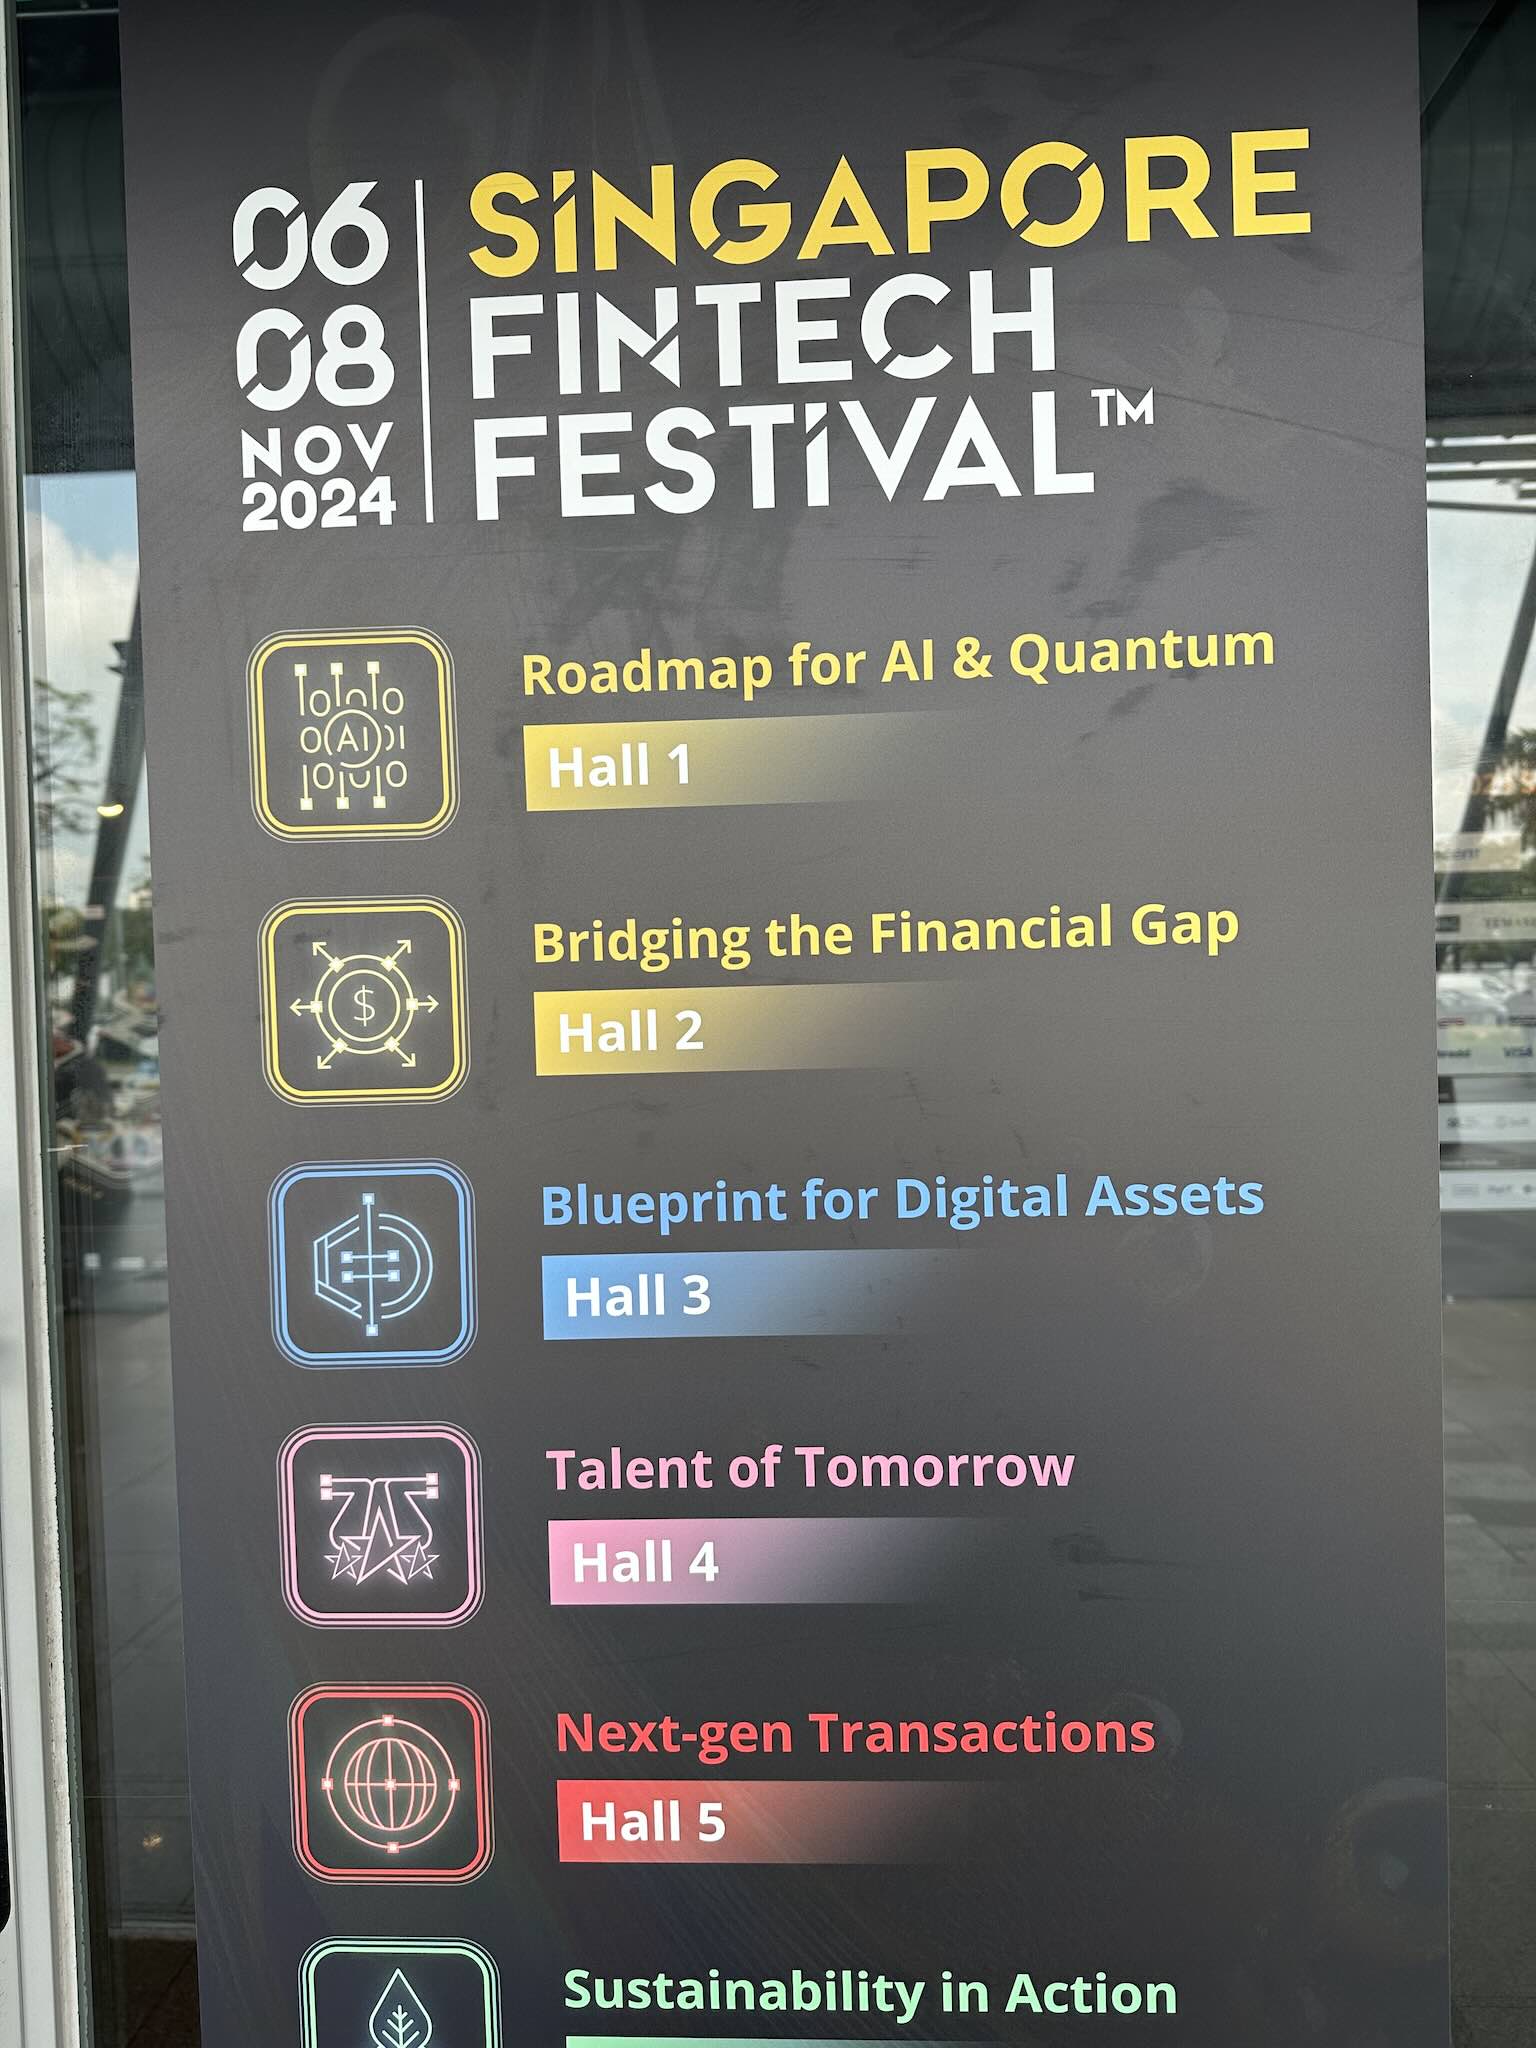 06
08
NOV
2024
SINGAPORE
FINTECH
FESTIVAL™
AI
Roadmap for AI & Quantum
Hall 1
$
Bridging the Financial Gap
Hall 2
Blueprint for Digital Assets
Hall 3
Talent of Tomorrow
Hall 4
Next-gen Transactions
Hall 5
Sustainability in Action
VISA